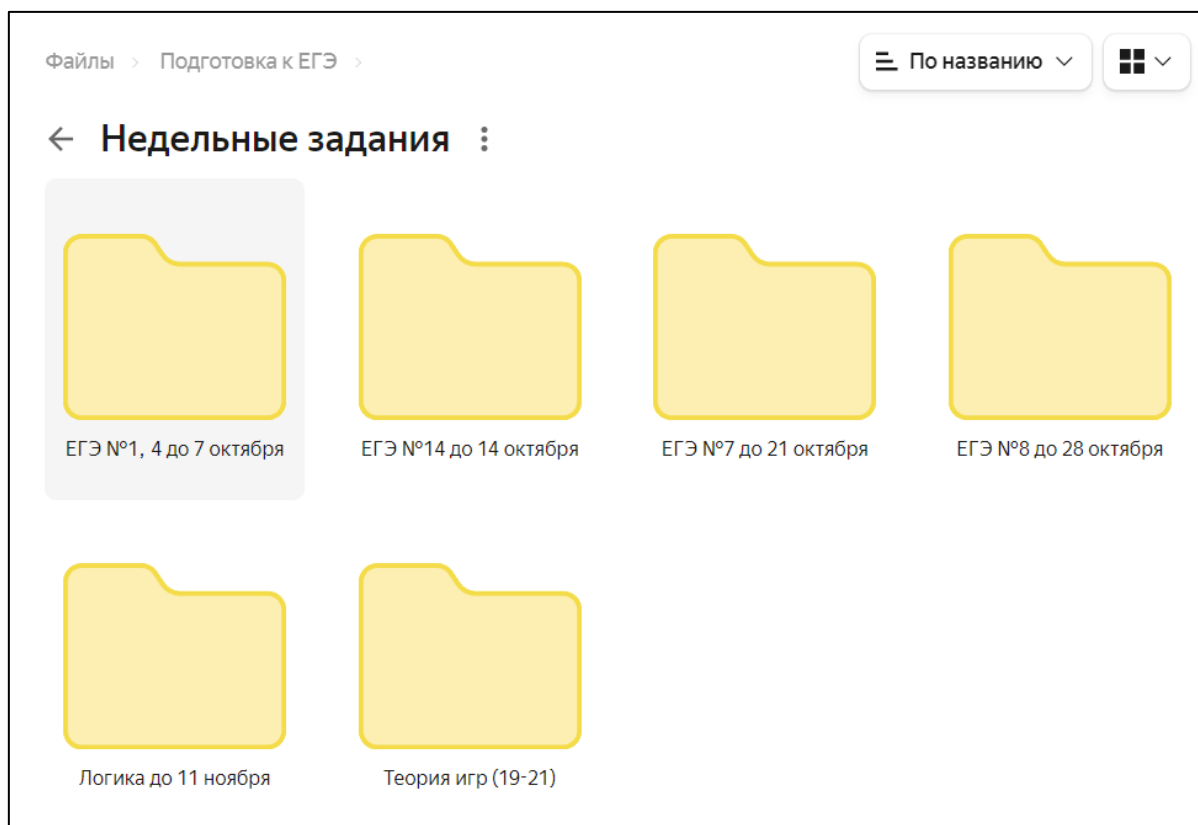 Файлы > Подготовка к ЕГЭ >
По названию
Недельные задания
ЕГЭ №1, 4 до 7 октября
ЕГЭ №14 до 14 октября
ЕГЭ №7 до 21 октября
ЕГЭ №8 до 28 октября
Логика до 11 ноября
Теория игр (19-21)